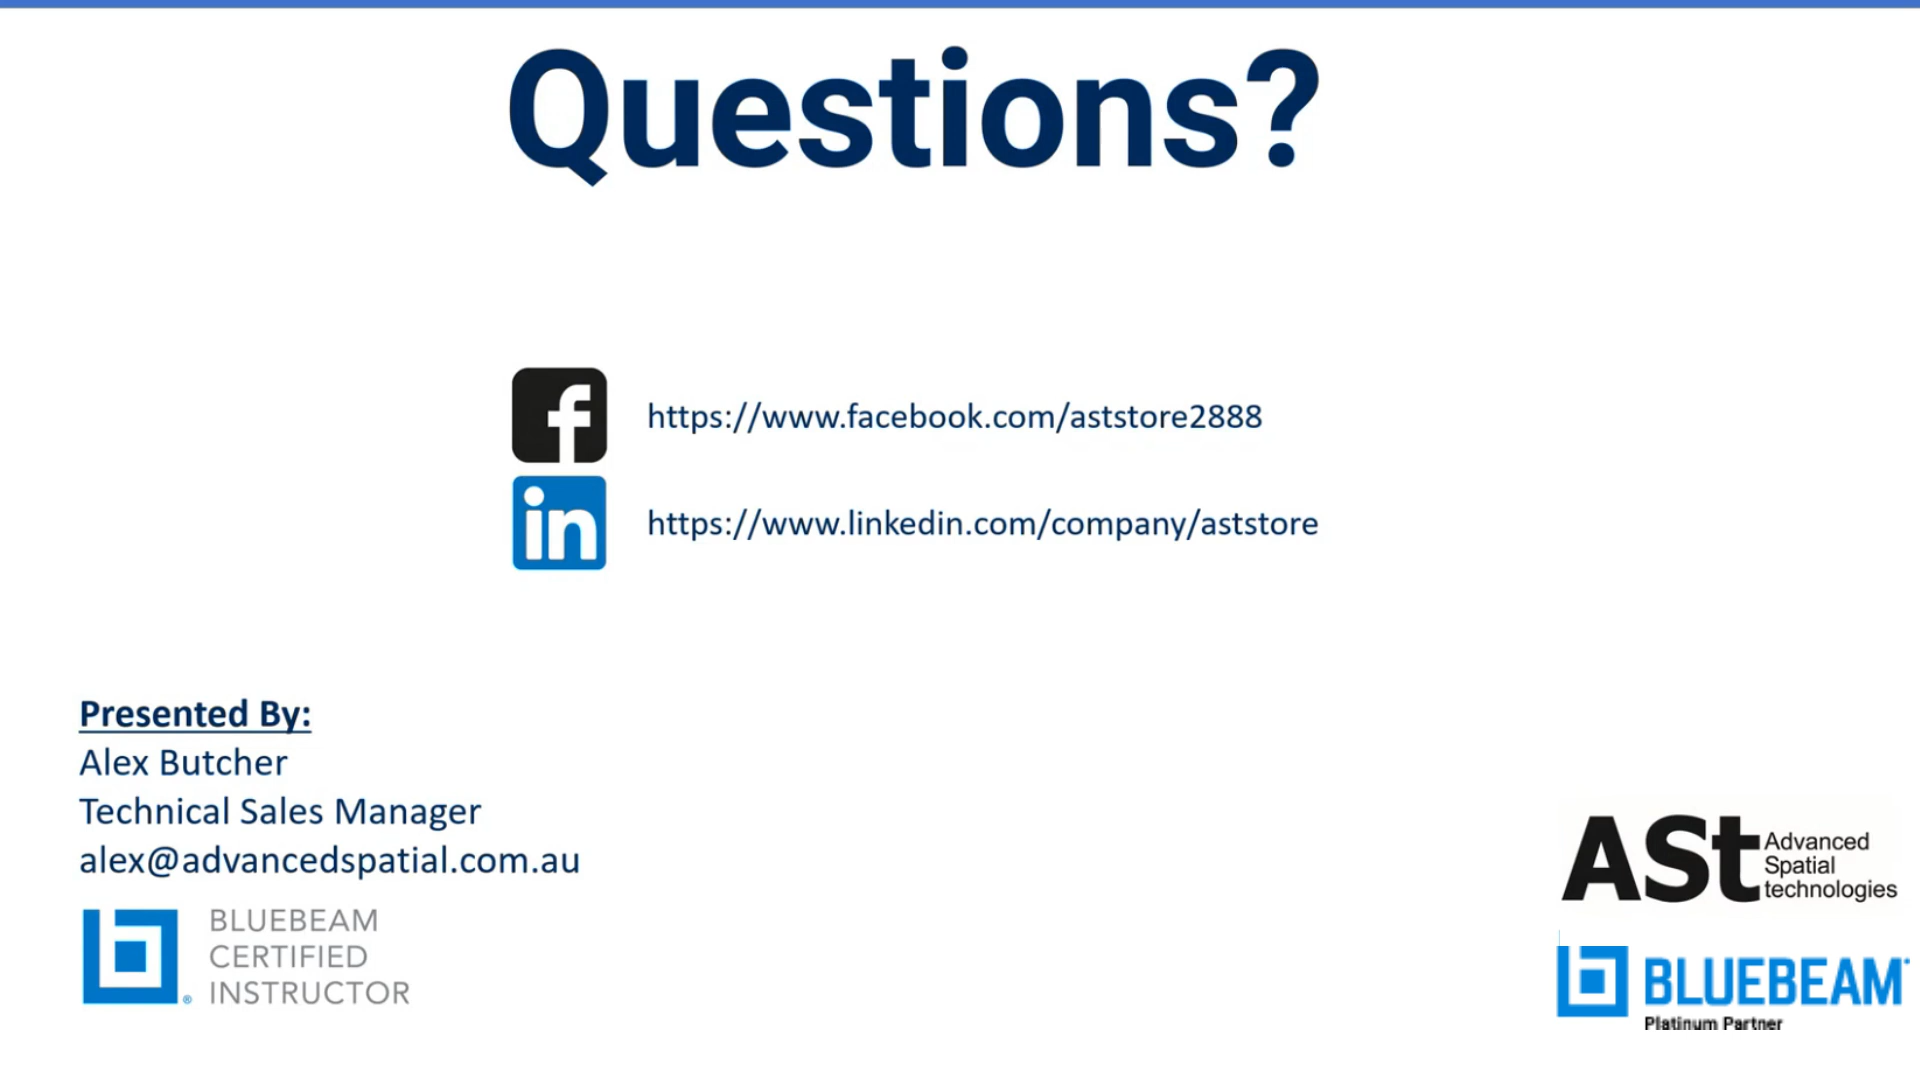 Questions?
https://www.facebook.com/aststore2888
in
https://www.linkedin.com/company/aststore
Presented By:
Alex Butcher
Technical Sales Manager
alex@advancedspatial.com.au
BLUEBEAM
CERTIFIED
INSTRUCTOR
ASt
Advanced
Spatial
technologies
BLUEBEAM
Platinum Partner